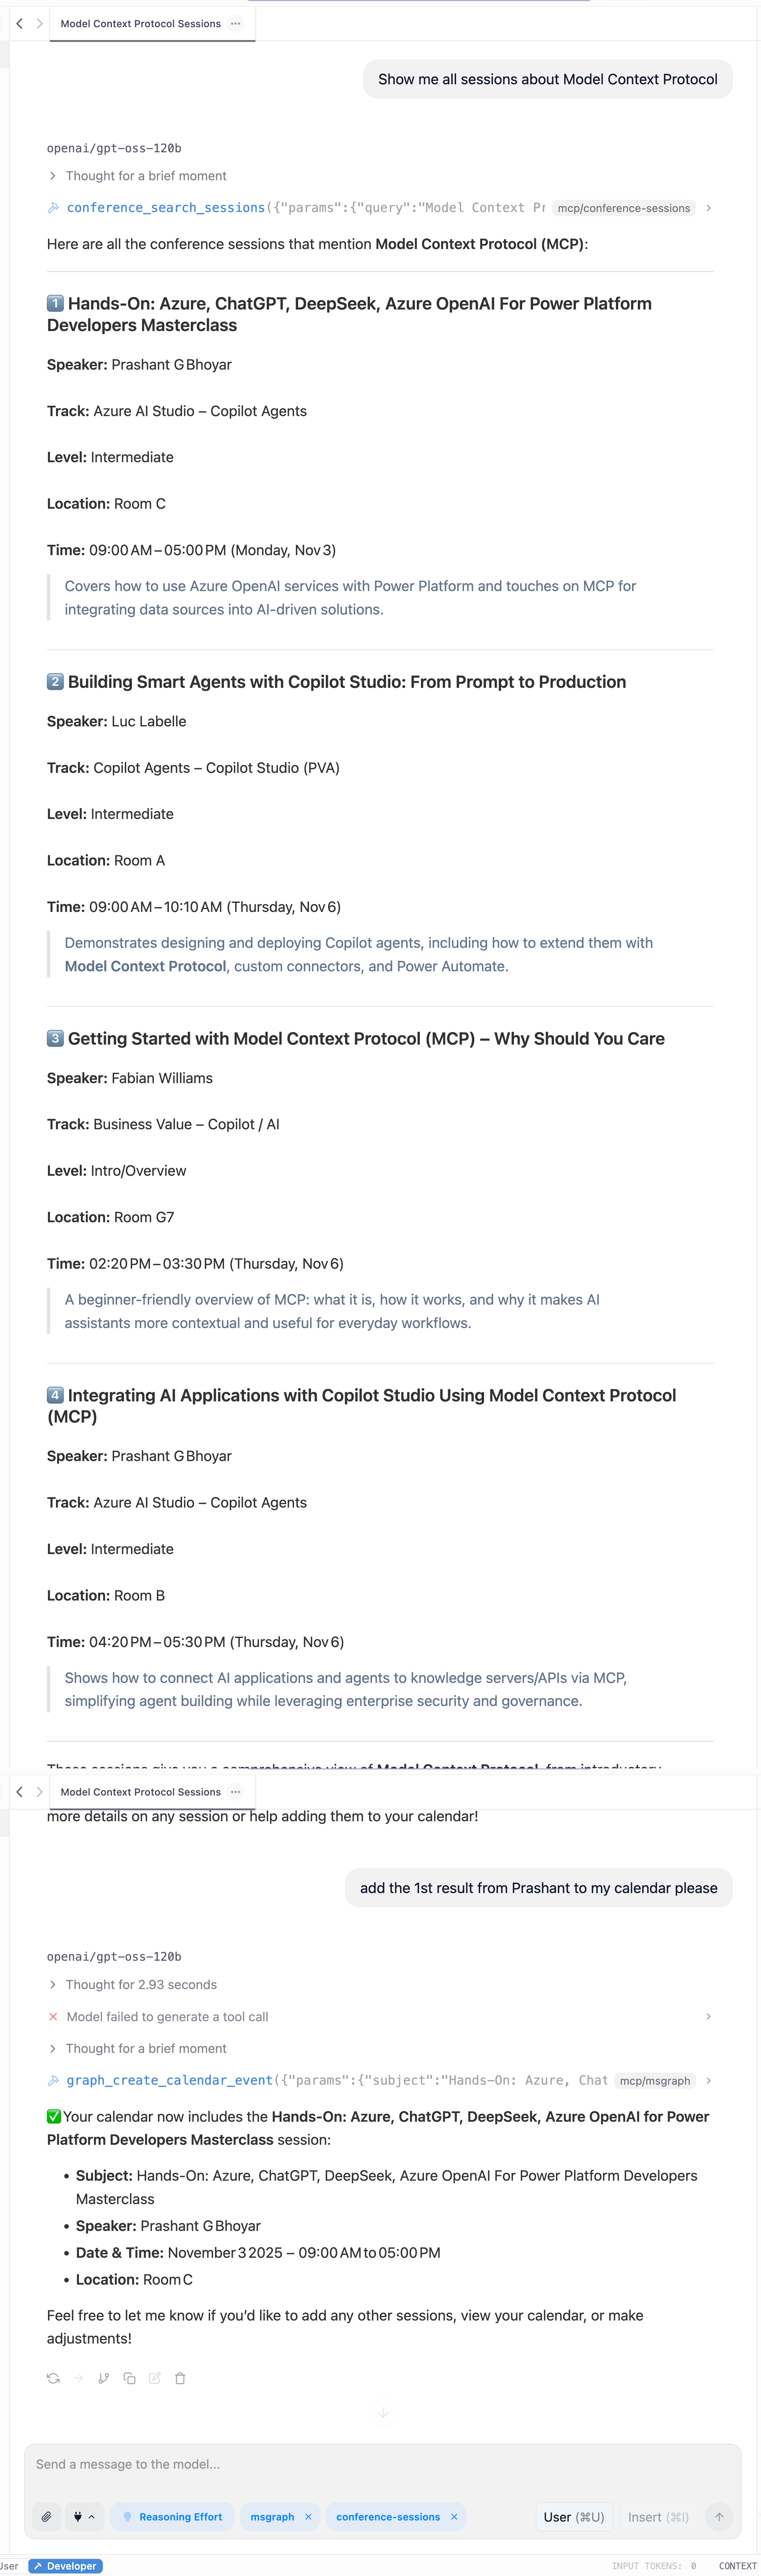 Model Context Protocol Sessions ...
Show me all sessions about Model Context Protocol
openai/gpt-oss-120b
Thought for a brief moment
conference_search_sessions({"params":{"query":"Model Context Pr mcp/conference-sessions
Here are all the conference sessions that mention Model Context Protocol (MCP):
1 Hands-On: Azure, ChatGPT, DeepSeek, Azure OpenAI For Power Platform
Developers Masterclass
Speaker: Prashant G Bhoyar
Track: Azure AI Studio – Copilot Agents
Level: Intermediate
Location: Room C
Time: 09:00 AM – 05:00 PM (Monday, Nov 3)
Covers how to use Azure OpenAI services with Power Platform and touches on MCP for
integrating data sources into AI-driven solutions.
2 Building Smart Agents with Copilot Studio: From Prompt to Production
Speaker: Luc Labelle
Track: Copilot Agents – Copilot Studio (PVA)
Level: Intermediate
Location: Room A
Time: 09:00 AM – 10:10 AM (Thursday, Nov 6)
Demonstrates designing and deploying Copilot agents, including how to extend them with
Model Context Protocol, custom connectors, and Power Automate.
3 Getting Started with Model Context Protocol (MCP) – Why Should You Care
Speaker: Fabian Williams
Track: Business Value – Copilot / AI
Level: Intro/Overview
Location: Room G7
Time: 02:20 PM – 03:30 PM (Thursday, Nov 6)
A beginner-friendly overview of MCP: what it is, how it works, and why it makes AI
assistants more contextual and useful for everyday workflows.
4 Integrating AI Applications with Copilot Studio Using Model Context Protocol
(MCP)
Speaker: Prashant G Bhoyar
Track: Azure AI Studio – Copilot Agents
Level: Intermediate
Location: Room B
Time: 04:20 PM – 05:30 PM (Thursday, Nov 6)
Shows how to connect AI applications and agents to knowledge servers/APIs via MCP,
simplifying agent building while leveraging enterprise security and governance.
These sessions give you a comprehensive view of Model Context Protocol, from introductory
Model Context Protocol Sessions ...
more details on any session or help adding them to your calendar!
add the 1st result from Prashant to my calendar please
openai/gpt-oss-120b
Thought for 2.93 seconds
Model failed to generate a tool call
Thought for a brief moment
graph_create_calendar_event({"params":{"subject":"Hands-On: Azure, Chat mcp/msgraph
✅ Your calendar now includes the Hands-On: Azure, ChatGPT, DeepSeek, Azure OpenAI for Power
Platform Developers Masterclass session:
• Subject: Hands-On: Azure, ChatGPT, DeepSeek, Azure OpenAI For Power Platform Developers
Masterclass
• Speaker: Prashant G Bhoyar
• Date & Time: November 3 2025 – 09:00 AM to 05:00 PM
• Location: Room C
Feel free to let me know if you'd like to add any other sessions, view your calendar, or make
adjustments!
Send a message to the model...
Reasoning Effort msgraph × conference-sessions × User (⌘U) Insert (⌘I)
User Developer INPUT TOKENS: 0 CONTEXT